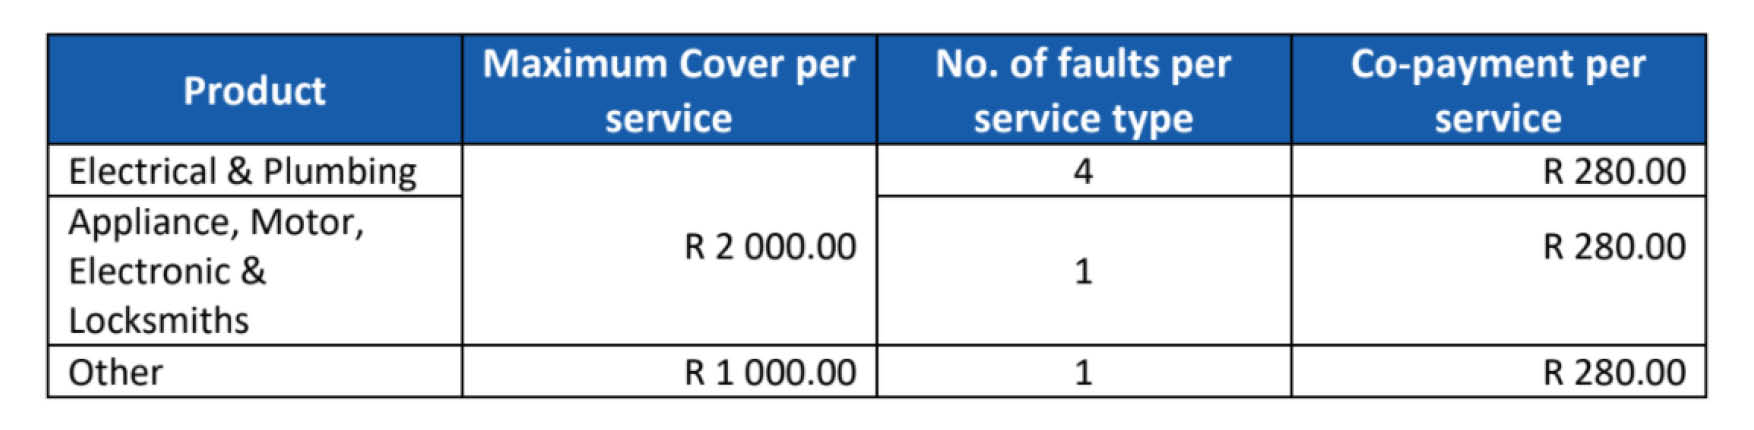 Product
Maximum Cover per
service
No. of faults per
service type
Co-payment per
service
Electrical & Plumbing
4
R 280.00
Appliance, Motor,
Electronic &
Locksmiths
R 2 000.00
1
R 280.00
Other
R 1 000.00
1
R 280.00